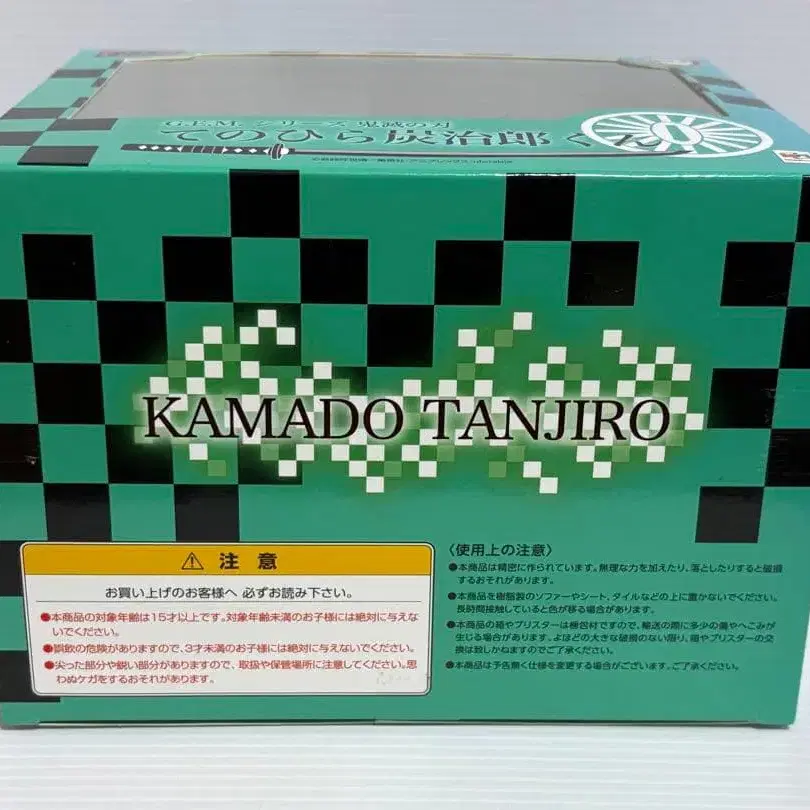 G.E.M.シリーズ 鬼滅の刃
てのひら炭治郎くん
KAMADO TANJIRO
⚠ 注 意
お買い上げのお客様へ 必ずお読み下さい。
●本商品の対象年齢は15才以上です。対象年齢未満のお子様には絶対に与えな
いでください。
●誤飲の危険がありますので、3才未満のお子様には絶対に与えないでください。
●尖った部分や鋭い部分がありますので、取扱や保管場所に注意してください。思
わぬケガをするおそれがあります。
〈使用上の注意〉
●本商品は精密に作られています。無理な力を加えたり、落としたりすると破損
するおそれがあります。
●本商品を樹脂製のソファーやシート、タイルなどの上に置かないでください。
長時間接触していると色が移る場合があります。
●本商品の箱やブリスターは梱包材ですので、輸送の際に多少の傷やへこみが
生じる場合があります。よほどの大きな破損のない限り、箱やブリスターの交
換は致しかねますのでご了承ください。
●本商品は予告無く仕様を変更する場合がございます。ご了承ください。